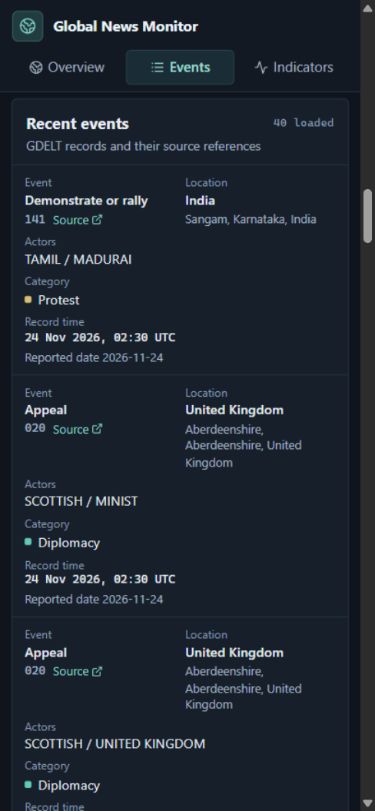 Global News Monitor
Overview Events Indicators
Recent events 40 loaded
GDELT records and their source references
Event Location
Demonstrate or rally India
141 Source Sangam, Karnataka, India
Actors
TAMIL / MADURAI
Category
Protest
Record time
24 Nov 2026, 02:30 UTC
Reported date 2026-11-24
Event Location
Appeal United Kingdom
020 Source Aberdeenshire,
Aberdeenshire, United
Kingdom
Actors
SCOTTISH / MINIST
Category
Diplomacy
Record time
24 Nov 2026, 02:30 UTC
Reported date 2026-11-24
Event Location
Appeal United Kingdom
020 Source Aberdeenshire,
Aberdeenshire, United
Kingdom
Actors
SCOTTISH / UNITED KINGDOM
Category
Diplomacy
Record time